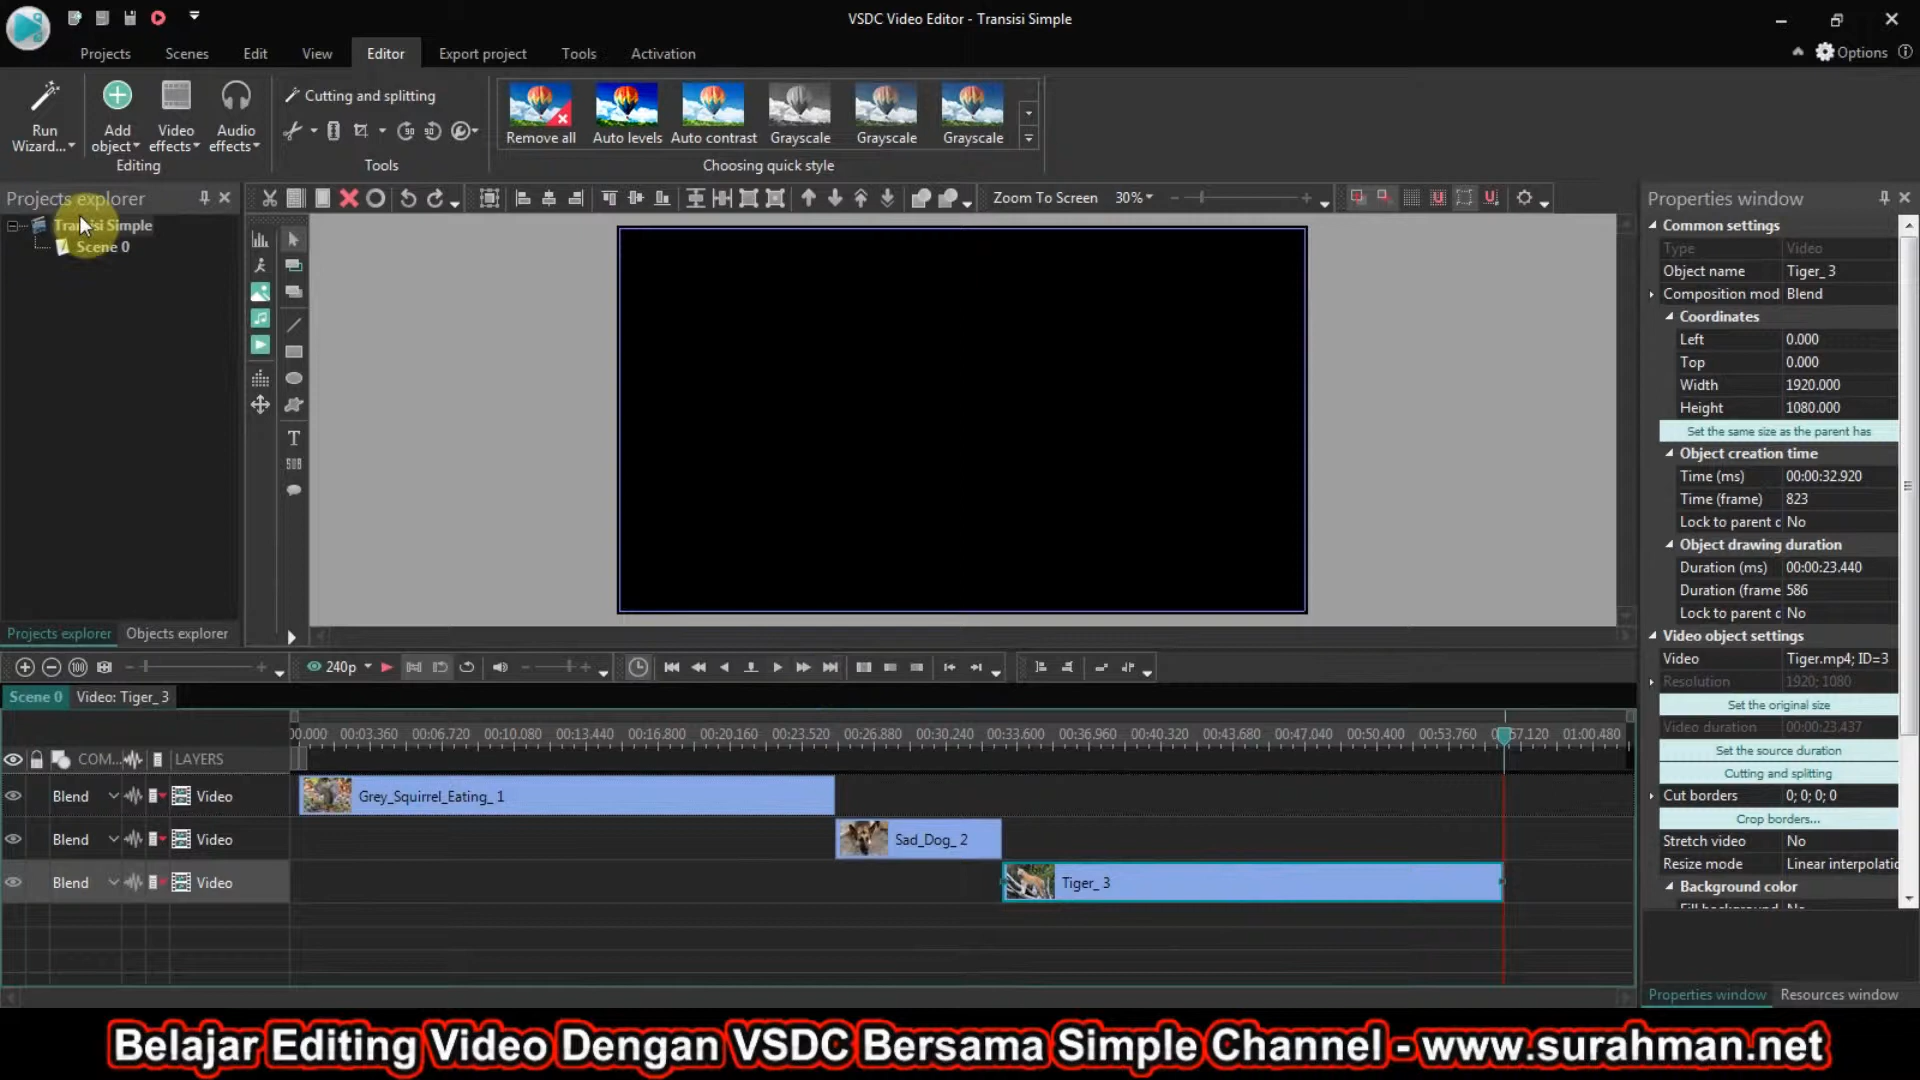 VSDC Video Editor - Transisi Simple
Projects
Scenes
Edit
View
Editor
Export project
Tools
Activation
Options
Run
Wizard...
Add
object
Video
effects
Audio
effects
Editing
Cutting and splitting
Tools
Remove all
Auto levels
Auto contrast
Grayscale
Grayscale
Grayscale
Choosing quick style
Projects explorer
Transisi Simple
Scene 0
Projects explorer
Objects explorer
Zoom To Screen
30%
T
SUB
Properties window
Common settings
Type Video
Object name Tiger_ 3
Composition mod Blend
Coordinates
Left 0.000
Top 0.000
Width 1920.000
Height 1080.000
Set the same size as the parent has
Object creation time
Time (ms) 00:00:32.920
Time (frame) 823
Lock to parent c No
Object drawing duration
Duration (ms) 00:00:23.440
Duration (frame 586
Lock to parent c No
Video object settings
Video Tiger.mp4; ID=3
Resolution 1920; 1080
Set the original size
Video duration 00:00:23.437
Set the source duration
Cutting and splitting
Cut borders 0; 0; 0; 0
Crop borders...
Stretch video No
Resize mode Linear interpolatic
Background color
Properties window
Resources window
240p
Scene 0
Video: Tiger_ 3
00.000 00:03.360 00:06.720 00:10.080 00:13.440 00:16.800 00:20.160 00:23.520 00:26.880 00:30.240 00:33.600 00:36.960 00:40.320 00:43.680 00:47.040 00:50.400 00:53.760 57.120 01:00.480
COM... LAYERS
Blend Video Grey_Squirrel_Eating_ 1
Blend Video Sad_Dog_ 2
Blend Video Tiger_ 3
Belajar Editing Video Dengan VSDC Bersama Simple Channel - www.surahman.net